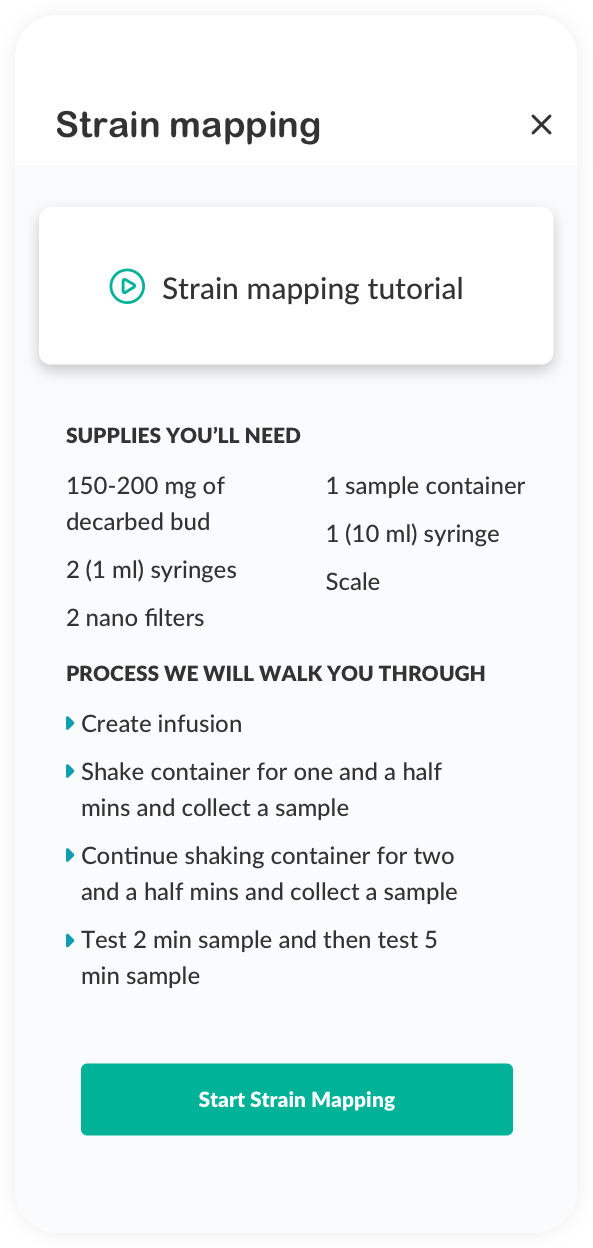 Strain mapping
Strain mapping tutorial
SUPPLIES YOU’LL NEED
150-200 mg of
decarbed bud
2 (1 ml) syringes
2 nano filters
1 sample container
1 (10 ml) syringe
Scale
PROCESS WE WILL WALK YOU THROUGH
Create infusion
Shake container for one and a half
mins and collect a sample
Continue shaking container for two
and a half mins and collect a sample
Test 2 min sample and then test 5
min sample
Start Strain Mapping